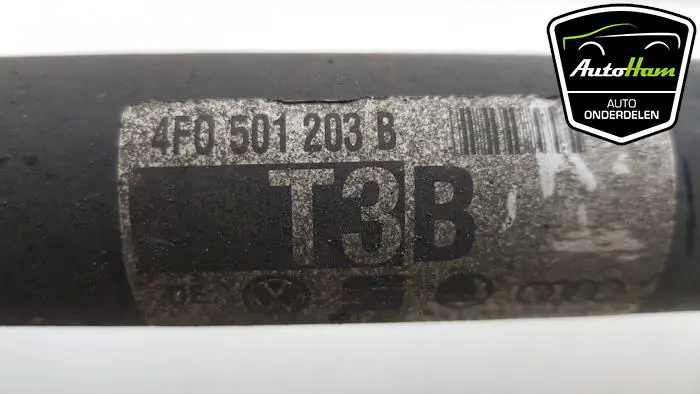 4F0 501 203 B
T3B
AutoHam
AUTO
ONDERDELEN